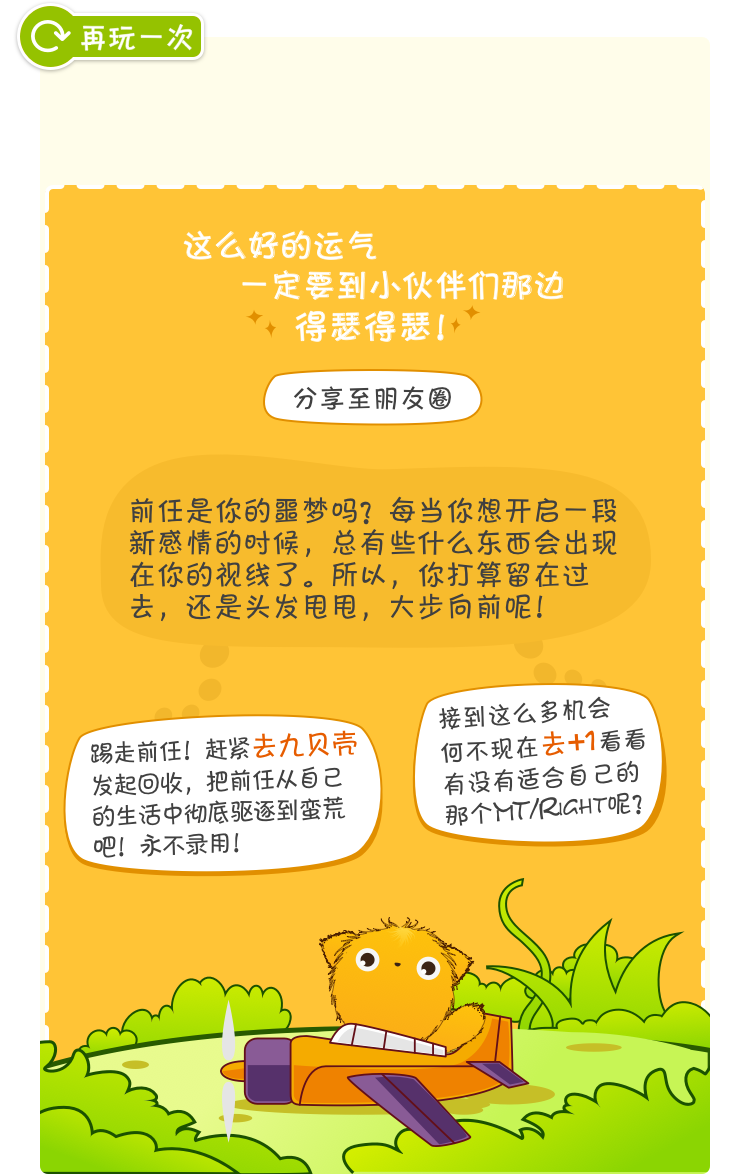 再玩一次
这么好的运气
一定要到小伙伴们那边
得瑟得瑟！
分享至朋友圈
前任是你的噩梦吗？每当你想开启一段
新感情的时候，总有些什么东西会出现
在你的视线了。所以，你打算留在过
去，还是头发甩甩，大步向前呢！
踢走前任！赶紧去九贝壳
发起回收，把前任从自己
的生活中彻底驱逐到蛮荒
吧！永不录用！
接到这么多机会
何不现在去+1看看
有没有适合自己的
那个MT/RIGHT呢？